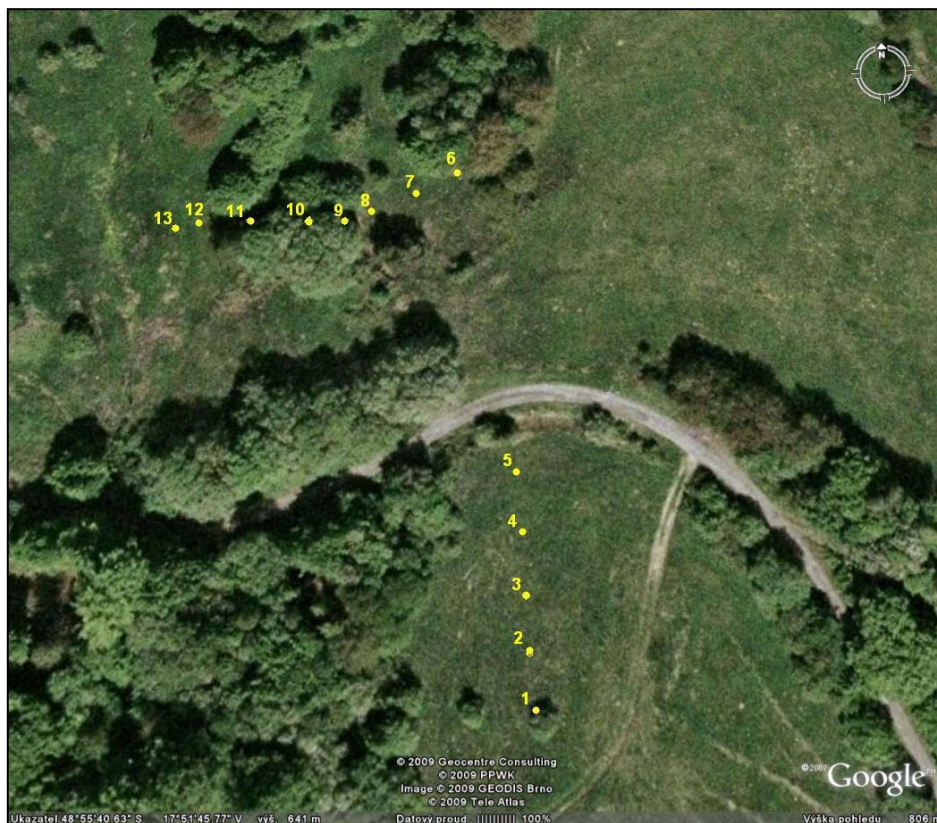 N
6
7
8
9
10
11
12
13
5
4
3
2
1
© 2009 Geocentre Consulting
© 2009 PPWK
Image © 2009 GEODIS Brno
© 2009 Tele Atlas
©2007 Google™
Ukazatel 48°55'40,63" S 17°51'45,77" V výš. 641 m Datový proud |||||||||| 100% Výška pohledu 806 m